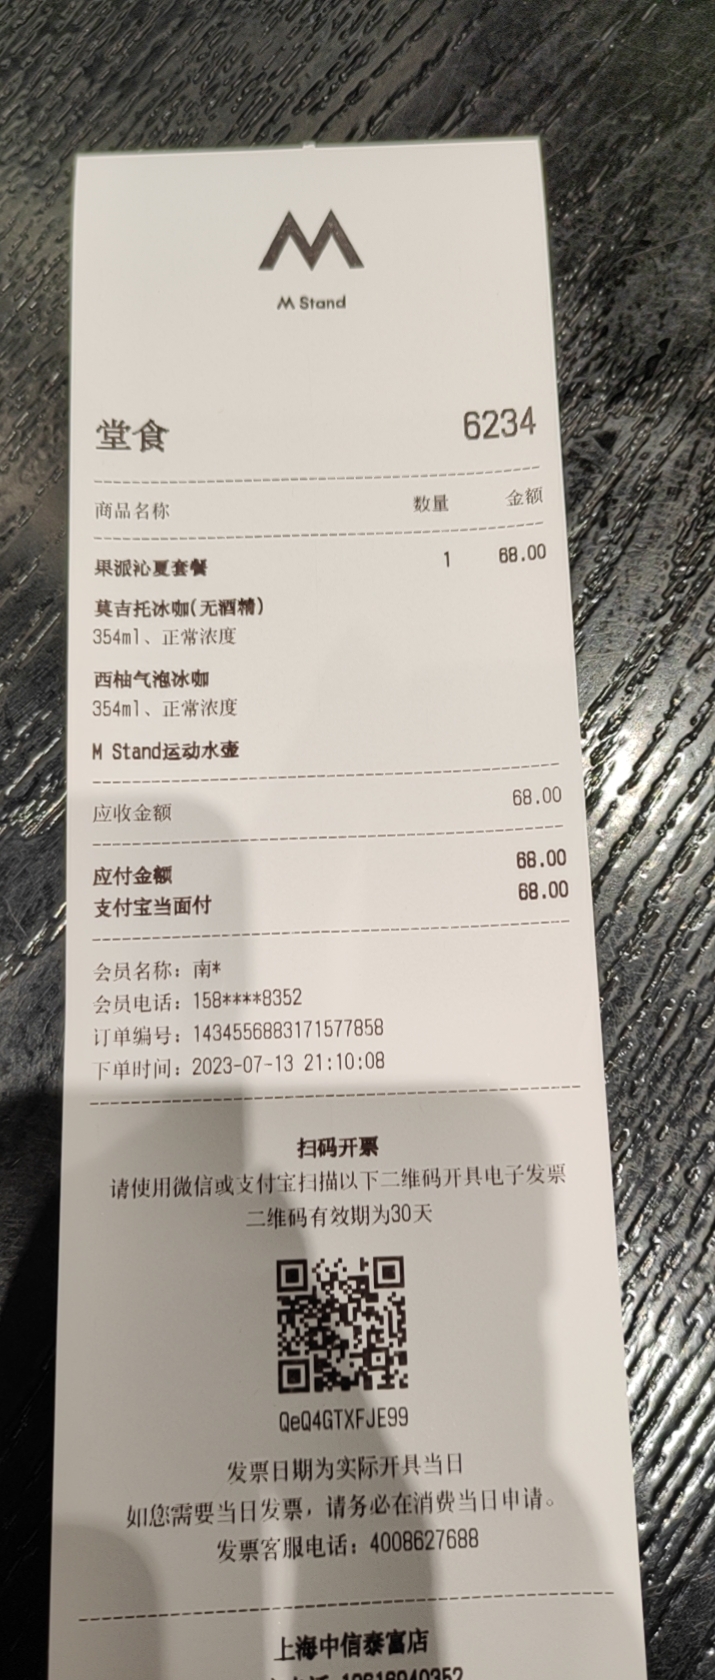 M Stand
堂食 6234
商品名称 数量 金额
果派沁夏套餐 1 68.00
莫吉托冰咖(无酒精)
354ml、正常浓度
西柚气泡冰咖
354ml、正常浓度
M Stand运动水壶
应收金额 68.00
应付金额 68.00
支付宝当面付 68.00
会员名称：南*
会员电话：158****8352
订单编号：1434556883171577858
下单时间：2023-07-13 21:10:08
扫码开票
请使用微信或支付宝扫描以下二维码开具电子发票
二维码有效期为30天
QeQ4GTXFJE99
发票日期为实际开具当日
如您需要当日发票，请务必在消费当日申请。
发票客服电话：4008627688
上海中信泰富店